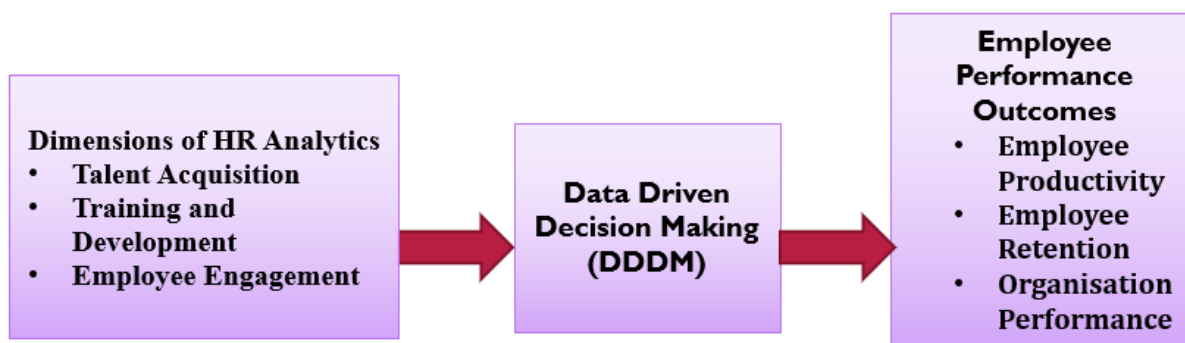 Dimensions of HR Analytics
• Talent Acquisition
• Training and
Development
• Employee Engagement
Data Driven
Decision Making
(DDDM)
Employee
Performance
Outcomes
• Employee
Productivity
• Employee
Retention
• Organisation
Performance